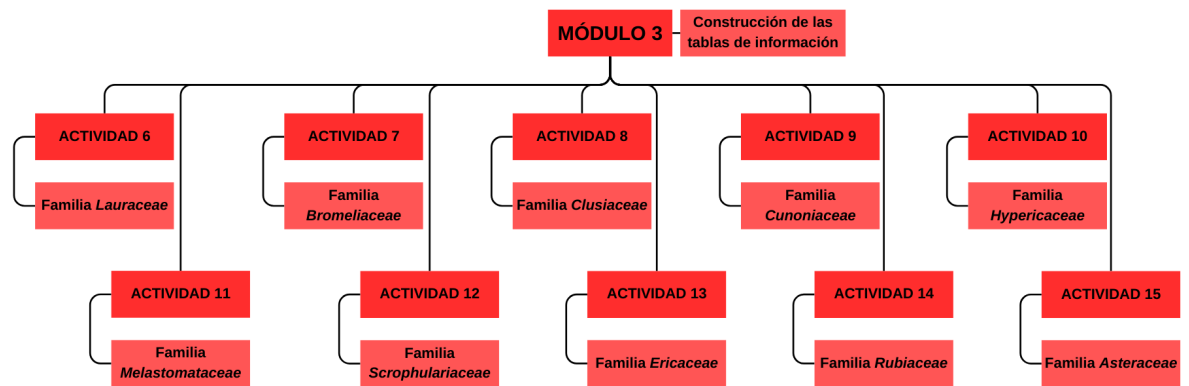 MÓDULO 3
Construcción de las
tablas de información
ACTIVIDAD 6
Familia Lauraceae
ACTIVIDAD 7
Familia
Bromeliaceae
ACTIVIDAD 8
Familia Clusiaceae
ACTIVIDAD 9
Familia
Cunoniaceae
ACTIVIDAD 10
Familia
Hypericaceae
ACTIVIDAD 11
Familia
Melastomataceae
ACTIVIDAD 12
Familia
Scrophulariaceae
ACTIVIDAD 13
Familia Ericaceae
ACTIVIDAD 14
Familia Rubiaceae
ACTIVIDAD 15
Familia Asteraceae